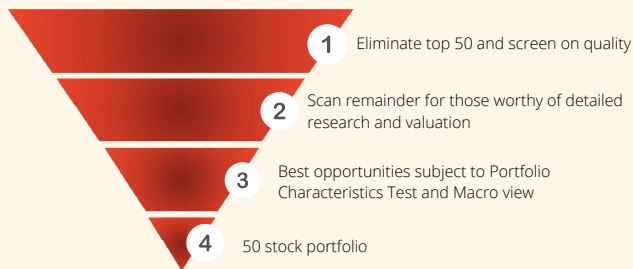 1 Eliminate top 50 and screen on quality
2 Scan remainder for those worthy of detailed
research and valuation
3 Best opportunities subject to Portfolio
Characteristics Test and Macro view
4 50 stock portfolio